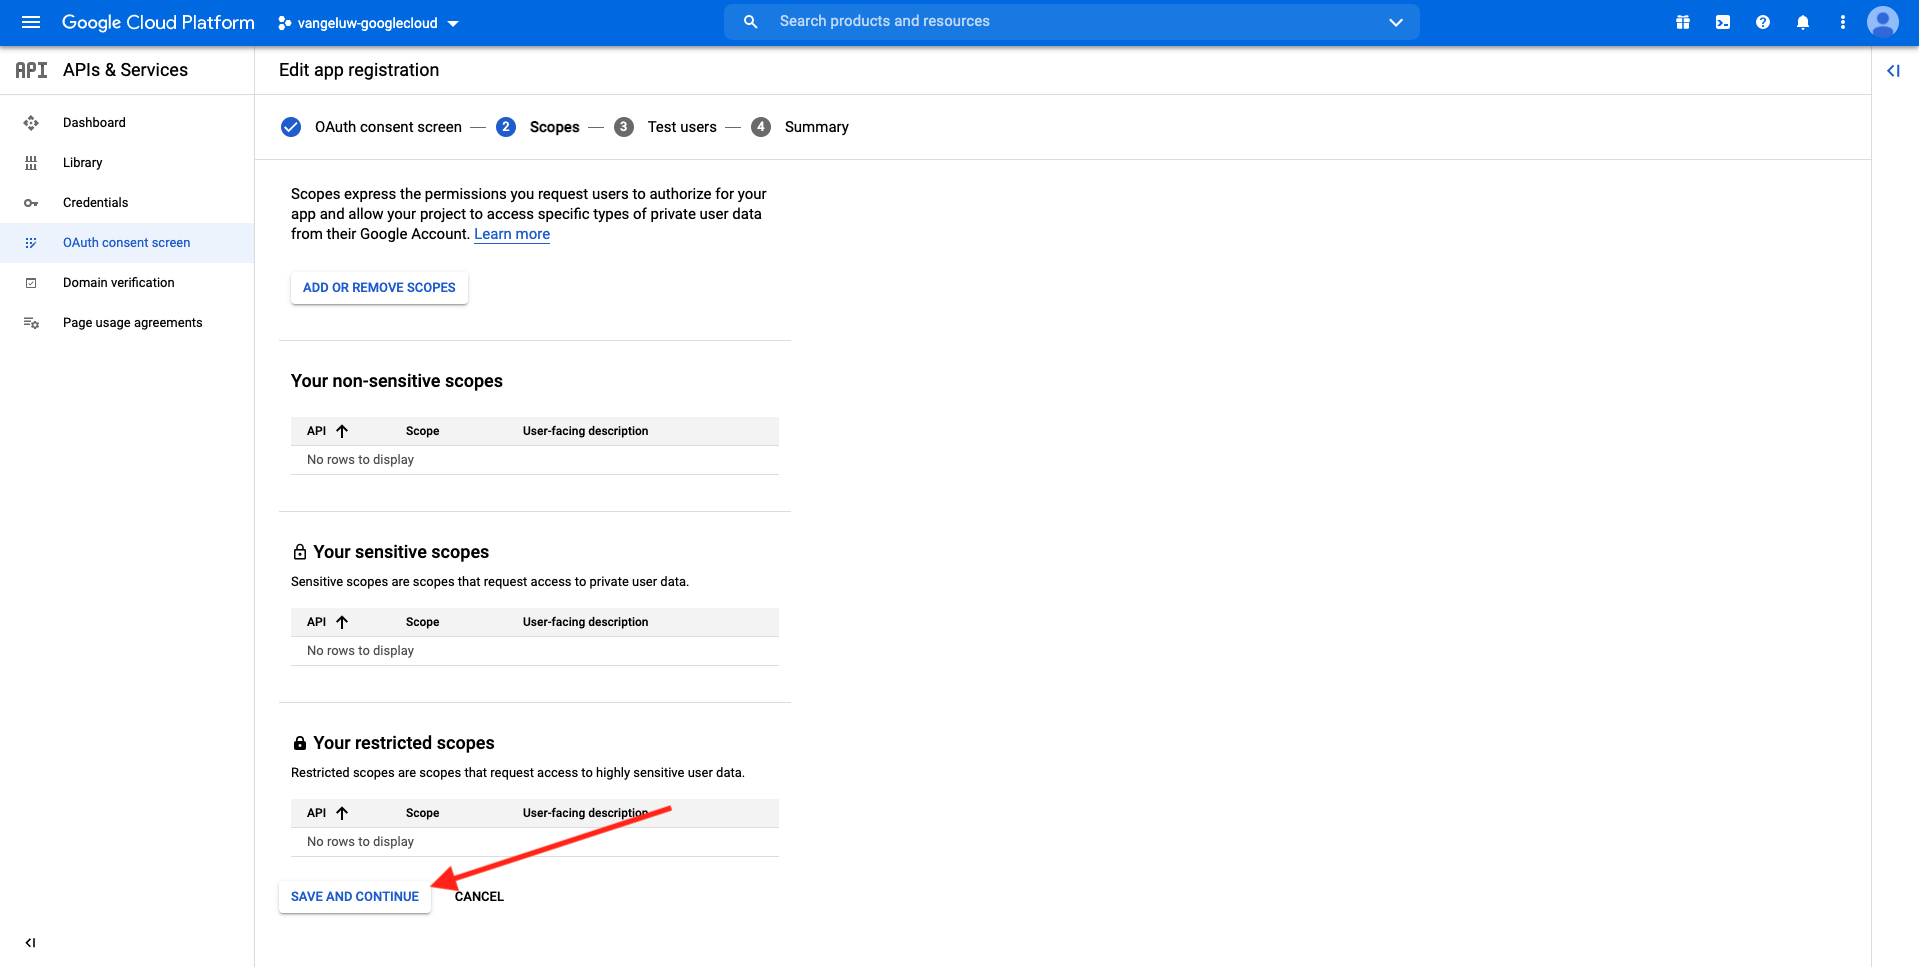 Google Cloud Platform
vangeluw-googlecloud
Search products and resources
API
APIs & Services
Edit app registration
Dashboard
Library
Credentials
OAuth consent screen
Domain verification
Page usage agreements
OAuth consent screen
2 Scopes
3 Test users
4 Summary
Scopes express the permissions you request users to authorize for your
app and allow your project to access specific types of private user data
from their Google Account. Learn more
ADD OR REMOVE SCOPES
Your non-sensitive scopes
API Scope User-facing description
No rows to display
Your sensitive scopes
Sensitive scopes are scopes that request access to private user data.
API Scope User-facing description
No rows to display
Your restricted scopes
Restricted scopes are scopes that request access to highly sensitive user data.
API Scope User-facing description
No rows to display
SAVE AND CONTINUE CANCEL